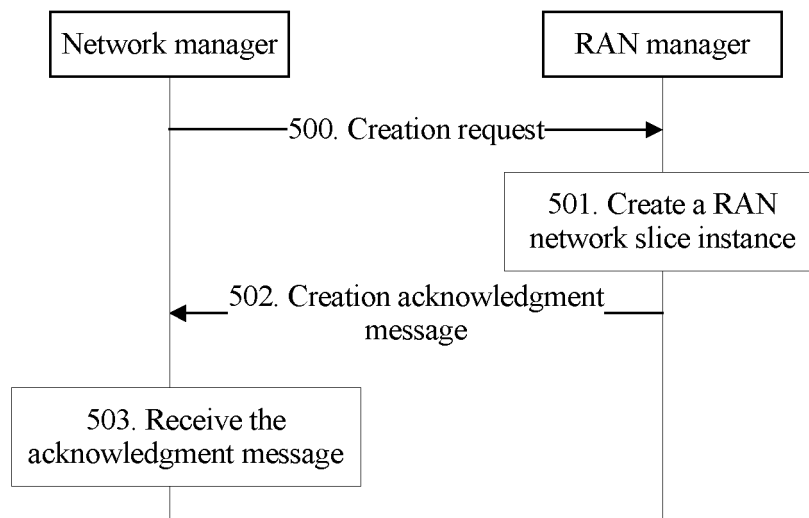 Network manager
RAN manager
500. Creation request
501. Create a RAN
network slice instance
502. Creation acknowledgment
message
503. Receive the
acknowledgment message